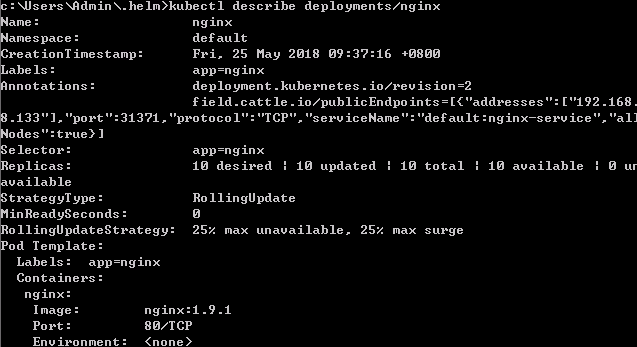 c:\Users\Admin\.helm>kubectl describe deployments/nginx
Name:                   nginx
Namespace:              default
CreationTimestamp:      Fri, 25 May 2018 09:37:16 +0800
Labels:                 app=nginx
Annotations:            deployment.kubernetes.io/revision=2
                        field.cattle.io/publicEndpoints=[{"addresses":["192.168.
8.133"],"port":31371,"protocol":"TCP","serviceName":"default:nginx-service","all
Nodes":true}]
Selector:               app=nginx
Replicas:               10 desired | 10 updated | 10 total | 10 available | 0 un
available
StrategyType:           RollingUpdate
MinReadySeconds:        0
RollingUpdateStrategy:  25% max unavailable, 25% max surge
Pod Template:
  Labels:  app=nginx
  Containers:
   nginx:
    Image:        nginx:1.9.1
    Port:         80/TCP
    Environment:  <none>